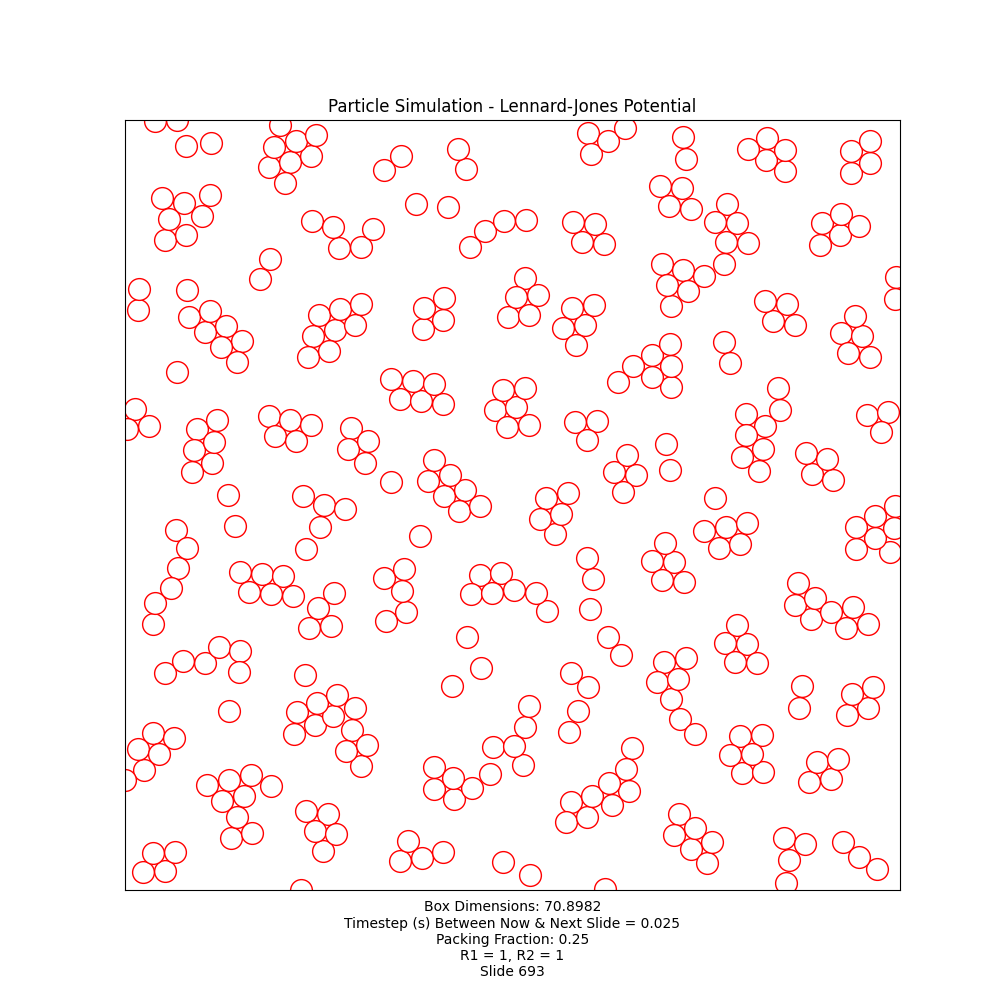 Particle Simulation - Lennard-Jones Potential
Box Dimensions: 70.8982
Timestep (s) Between Now & Next Slide = 0.025
Packing Fraction: 0.25
R1 = 1, R2 = 1
Slide 693